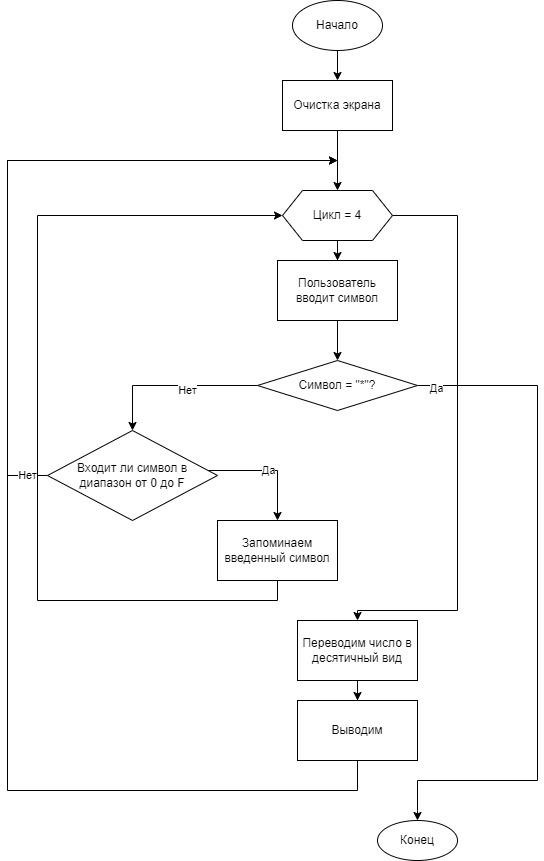 Начало
Очистка экрана
Цикл = 4
Пользователь
вводит символ
Символ = "*"?
Нет
Да
Входит ли символ в
диапазон от 0 до F
Нет
Да
Запоминаем
введенный символ
Переводим число в
десятичный вид
Выводим
Конец